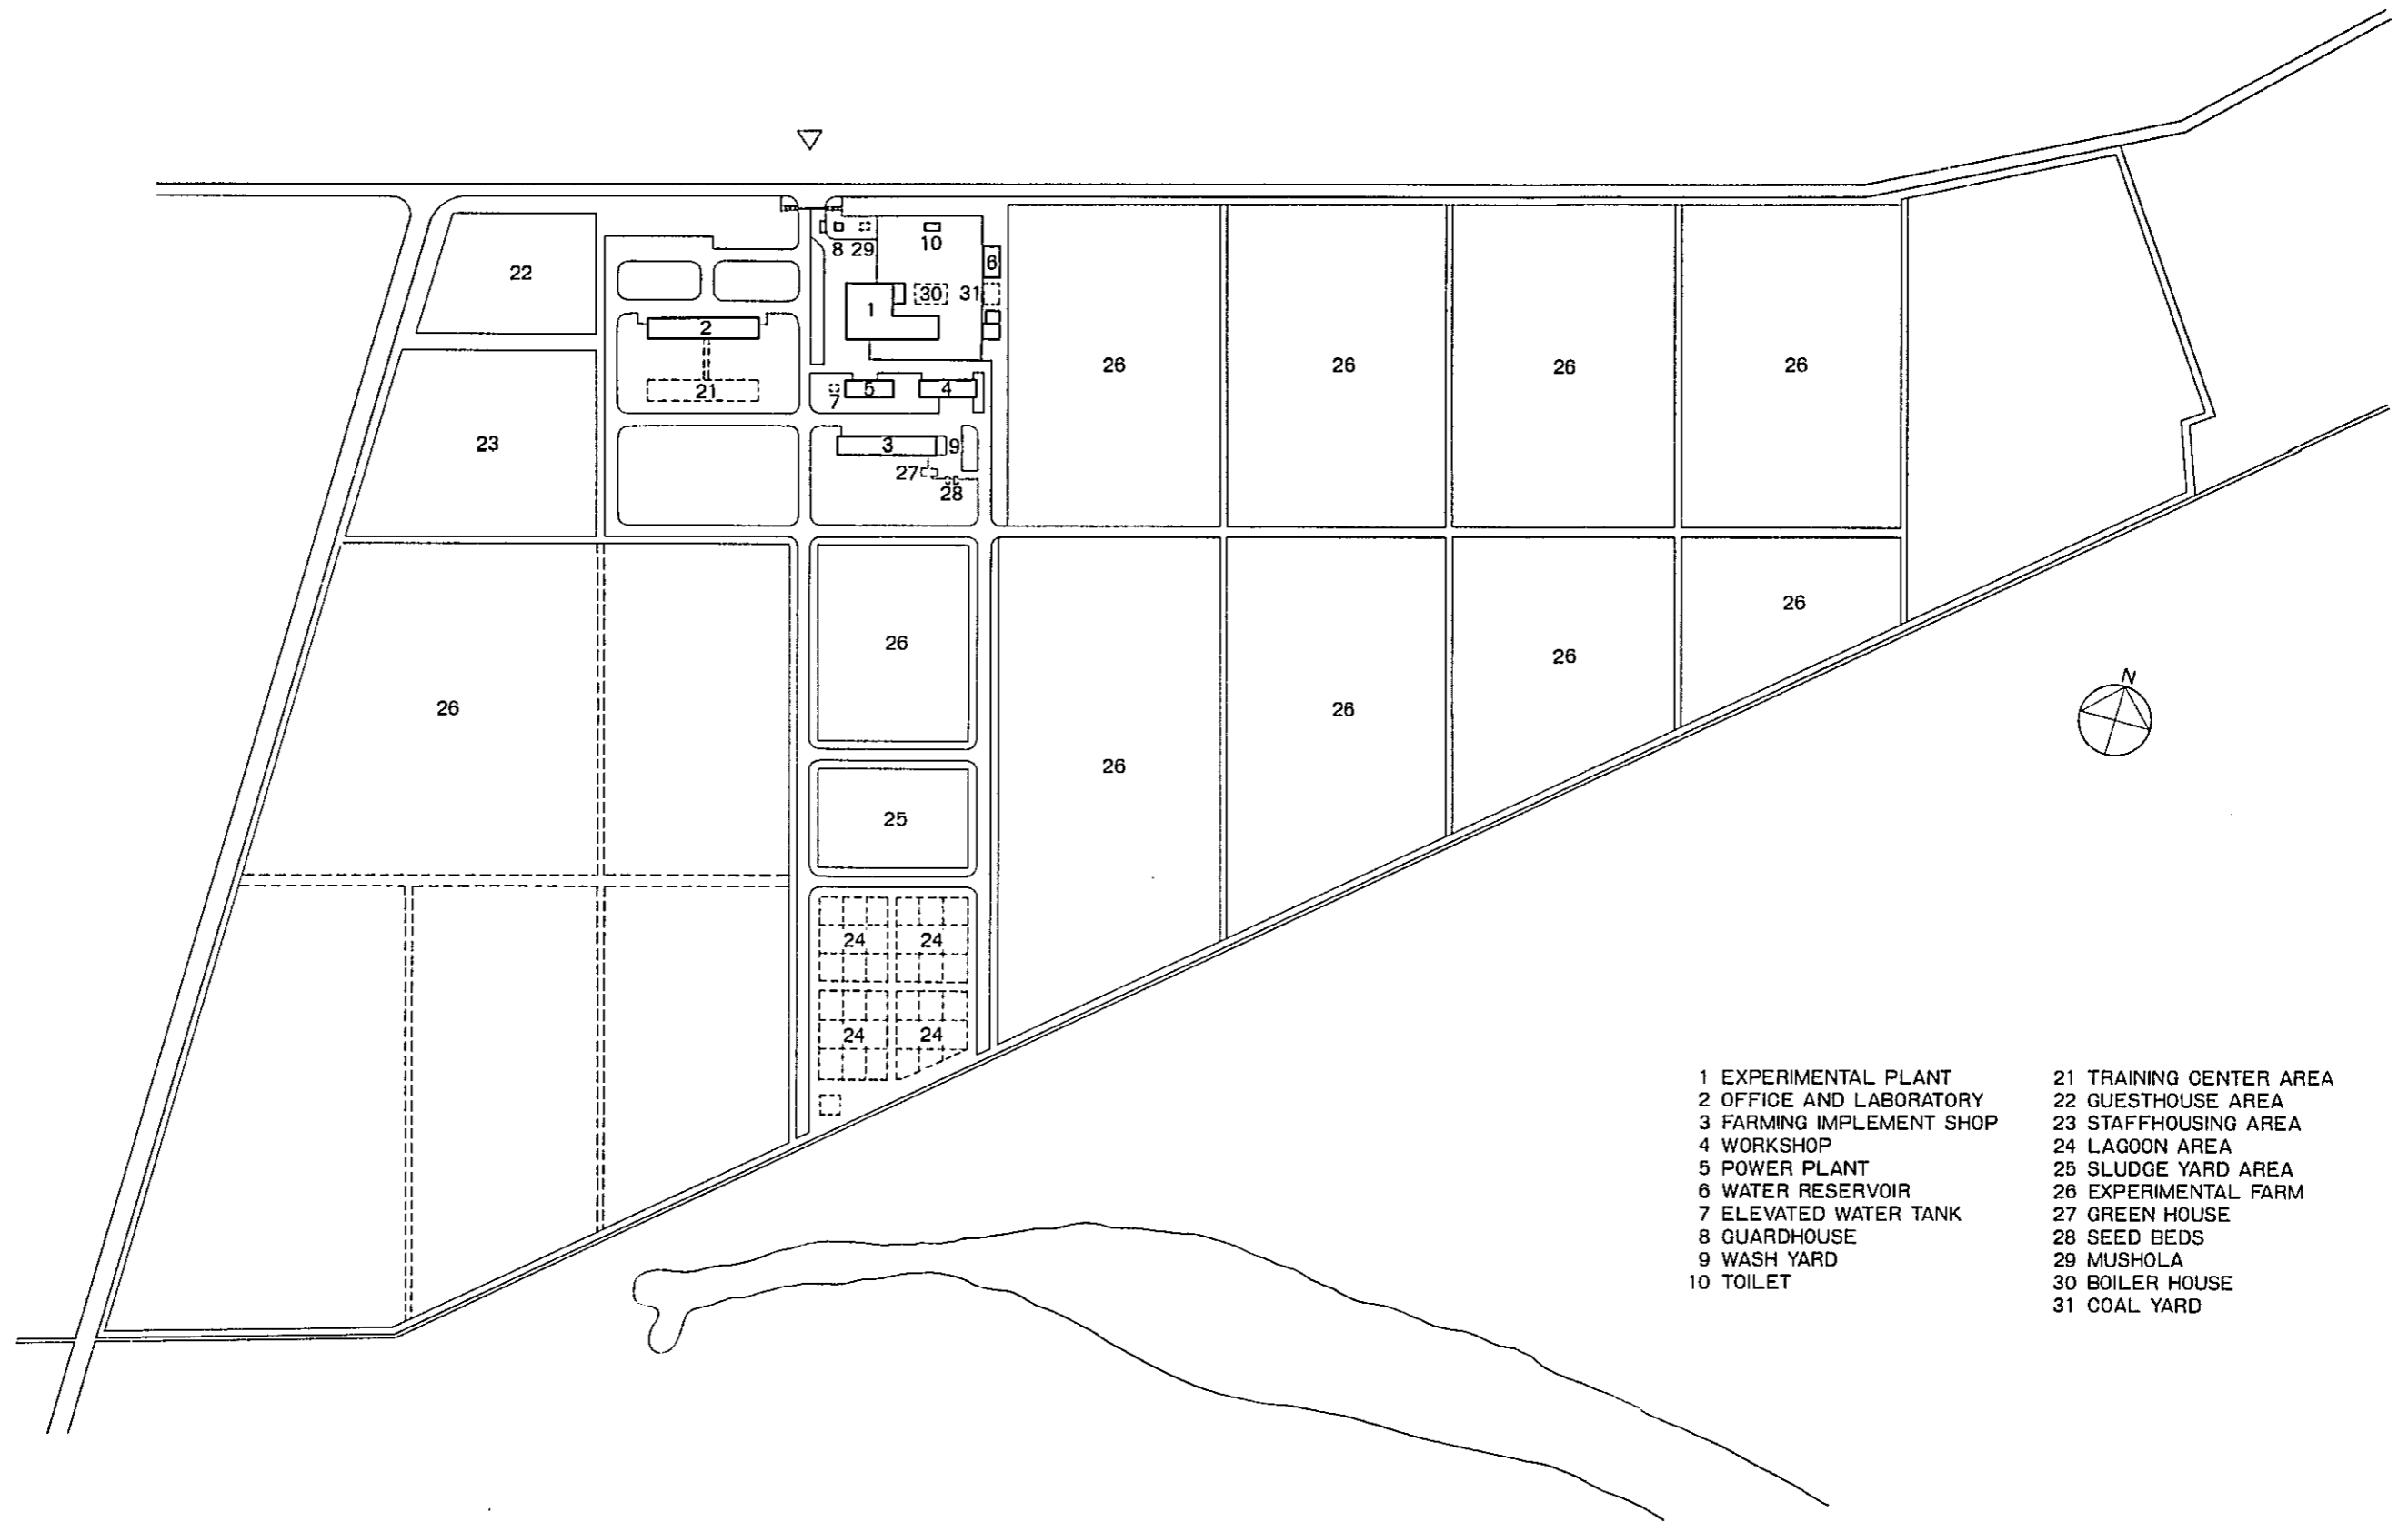 8 29 10
6
22
30 31
1
2
26 26 26 26
21 7 5 4
23 3 9
27
28
26
26
26
26 26
N
26
25
24 24
24 24
1 EXPERIMENTAL PLANT
2 OFFICE AND LABORATORY
3 FARMING IMPLEMENT SHOP
4 WORKSHOP
5 POWER PLANT
6 WATER RESERVOIR
7 ELEVATED WATER TANK
8 GUARDHOUSE
9 WASH YARD
10 TOILET
21 TRAINING CENTER AREA
22 GUESTHOUSE AREA
23 STAFFHOUSING AREA
24 LAGOON AREA
25 SLUDGE YARD AREA
26 EXPERIMENTAL FARM
27 GREEN HOUSE
28 SEED BEDS
29 MUSHOLA
30 BOILER HOUSE
31 COAL YARD